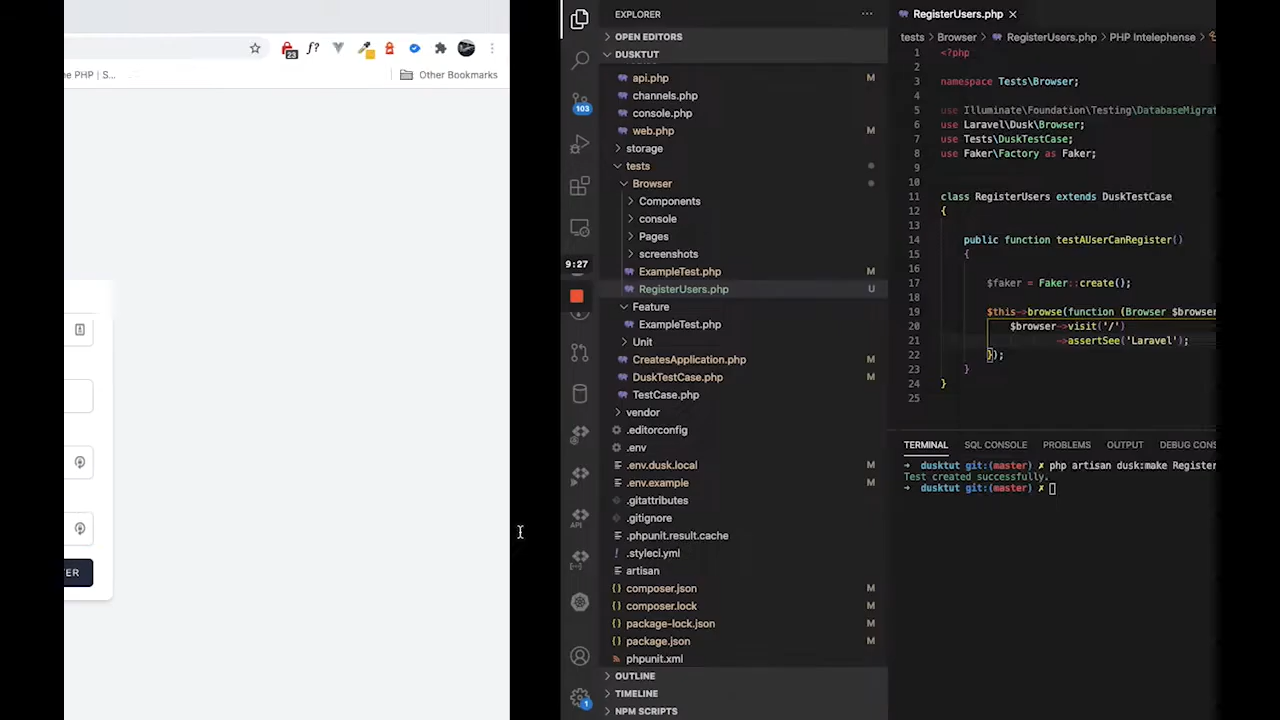 23
f?
e PHP | S...
Other Bookmarks
ER
EXPLORER
OPEN EDITORS
DUSKTUT
api.php M
channels.php
console.php
web.php M
storage
tests
Browser
Components
console
Pages
screenshots
ExampleTest.php M
RegisterUsers.php U
Feature
ExampleTest.php
Unit
CreatesApplication.php M
DuskTestCase.php M
TestCase.php
vendor
.editorconfig
.env
.env.dusk.local M
.env.example M
.gitattributes
.gitignore
.phpunit.result.cache
.styleci.yml
artisan
composer.json M
composer.lock M
package-lock.json M
package.json M
phpunit.xml
OUTLINE
TIMELINE
NPM SCRIPTS
103
9:27
API
1
RegisterUsers.php
tests > Browser > RegisterUsers.php > PHP Intelephense >
1 <?php
2
3 namespace Tests\Browser;
4
5 use Illuminate\Foundation\Testing\DatabaseMigrat
6 use Laravel\Dusk\Browser;
7 use Tests\DuskTestCase;
8 use Faker\Factory as Faker;
9
10
11 class RegisterUsers extends DuskTestCase
12 {
13
14 public function testAUserCanRegister()
15 {
16
17 $faker = Faker::create();
18
19 $this->browse(function (Browser $browser
20 $browser->visit('/')
21 ->assertSee('Laravel');
22 });
23 }
24 }
25
TERMINAL SQL CONSOLE PROBLEMS OUTPUT DEBUG CONS
→ dusktut git:(master) ✗ php artisan dusk:make Register
Test created successfully.
→ dusktut git:(master) ✗